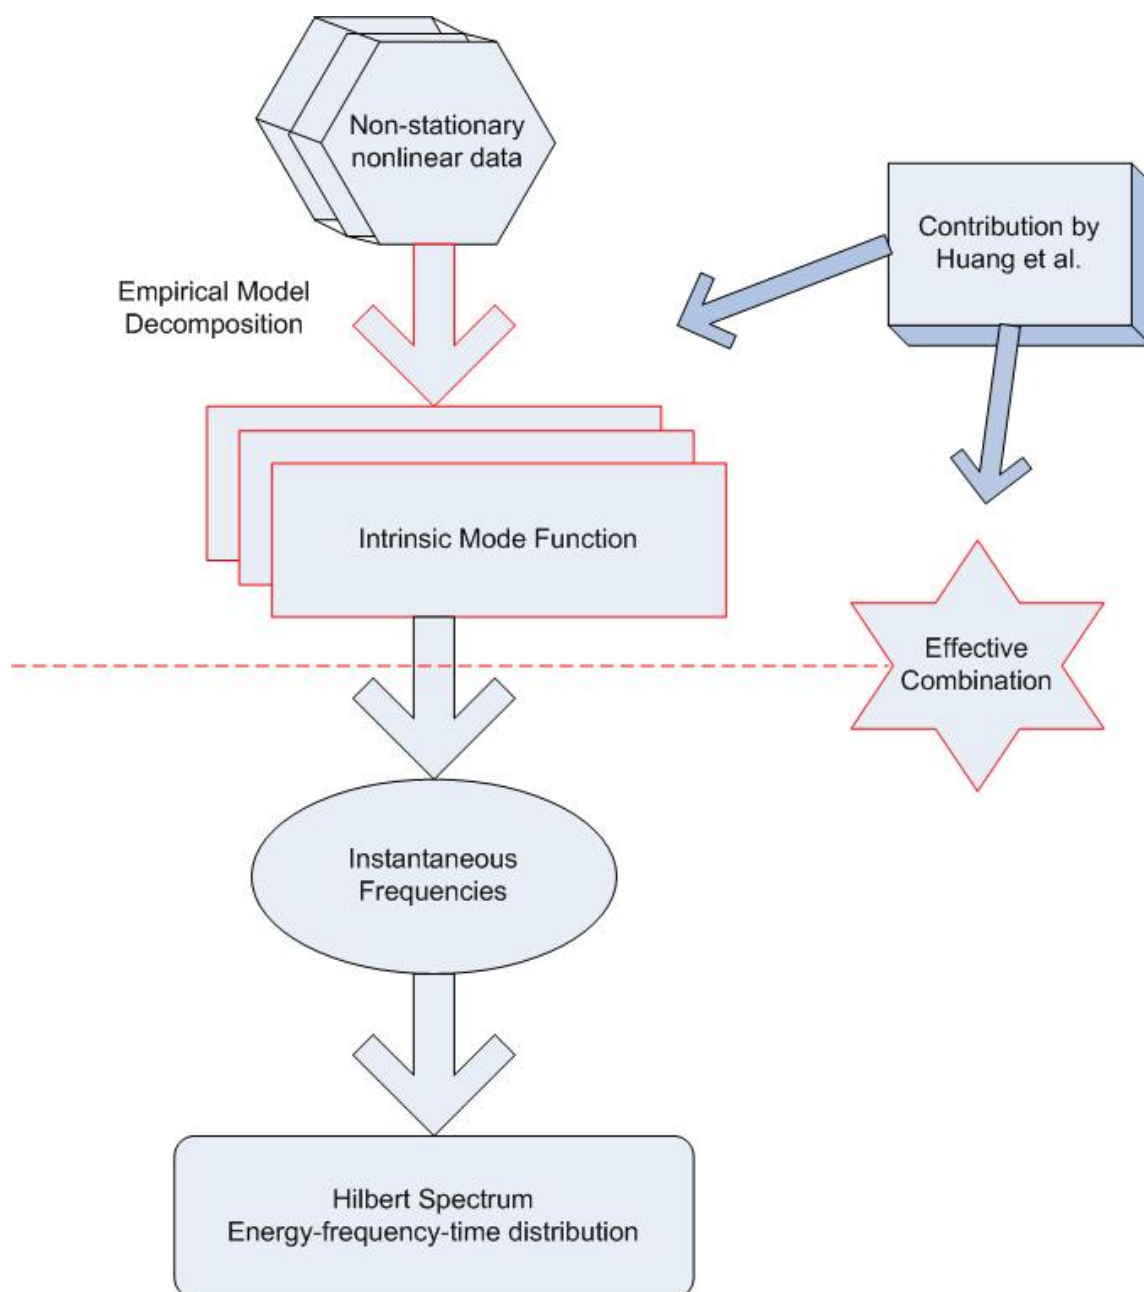 Non-stationary
nonlinear data
Contribution by
Huang et al.
Empirical Model
Decomposition
Intrinsic Mode Function
Effective
Combination
Instantaneous
Frequencies
Hilbert Spectrum
Energy-frequency-time distribution